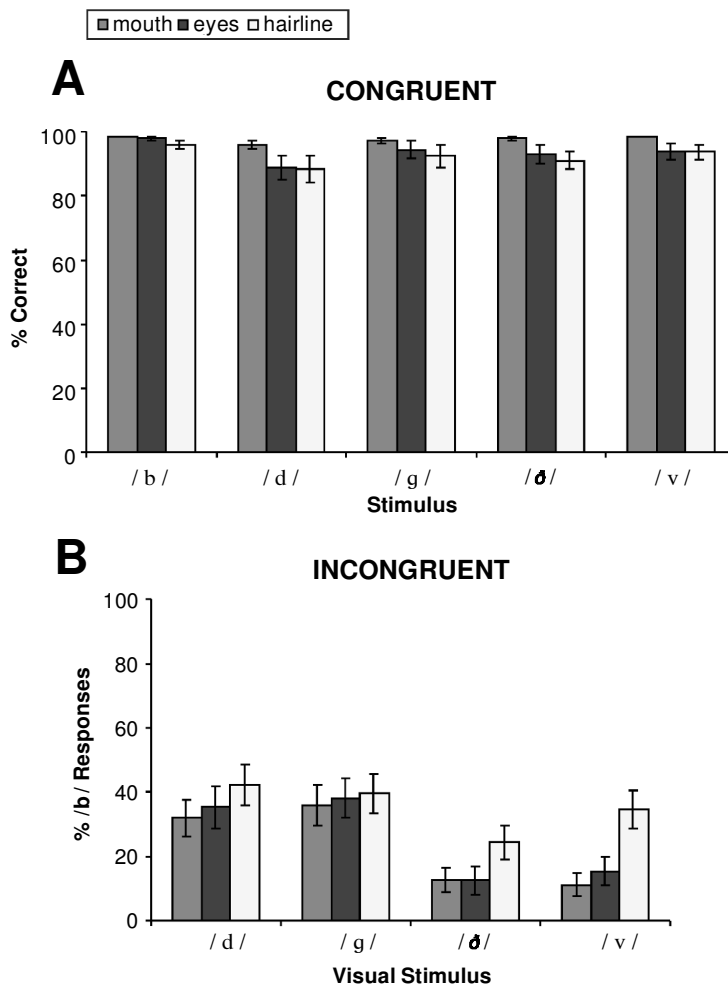 mouth eyes hairline
A
CONGRUENT
% Correct
100
80
60
40
20
0
/ b / / d / / g / / ð / / v /
Stimulus
B
INCONGRUENT
% /b/ Responses
100
80
60
40
20
0
/ d / / g / / ð / / v /
Visual Stimulus